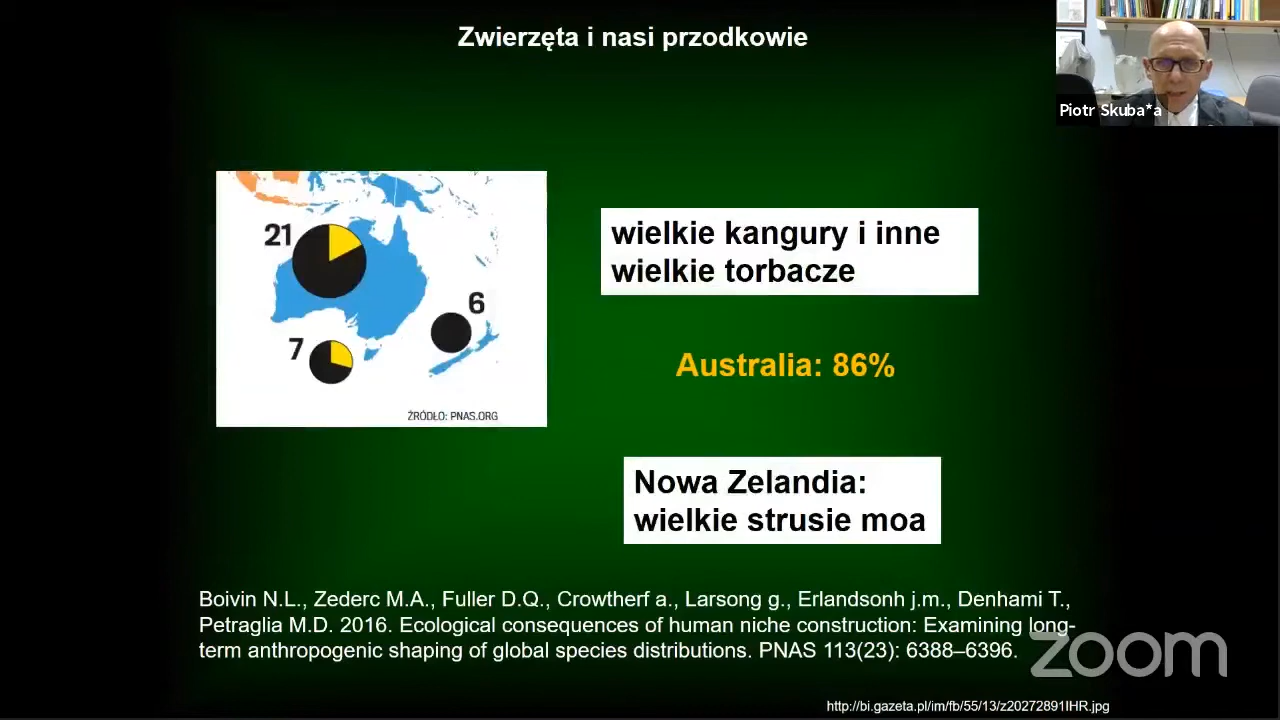 Zwierzęta i nasi przodkowie
Piotr Skuba*a
21
6
7
ŹRÓDŁO: PNAS.ORG
wielkie kangury i inne
wielkie torbacze
Australia: 86%
Nowa Zelandia:
wielkie strusie moa
Boivin N.L., Zederc M.A., Fuller D.Q., Crowtherf a., Larsong g., Erlandsonh j.m., Denhami T.,
Petraglia M.D. 2016. Ecological consequences of human niche construction: Examining long-
term anthropogenic shaping of global species distributions. PNAS 113(23): 6388–6396.
zoom
http://bi.gazeta.pl/im/fb/55/13/z20272891IHR.jpg